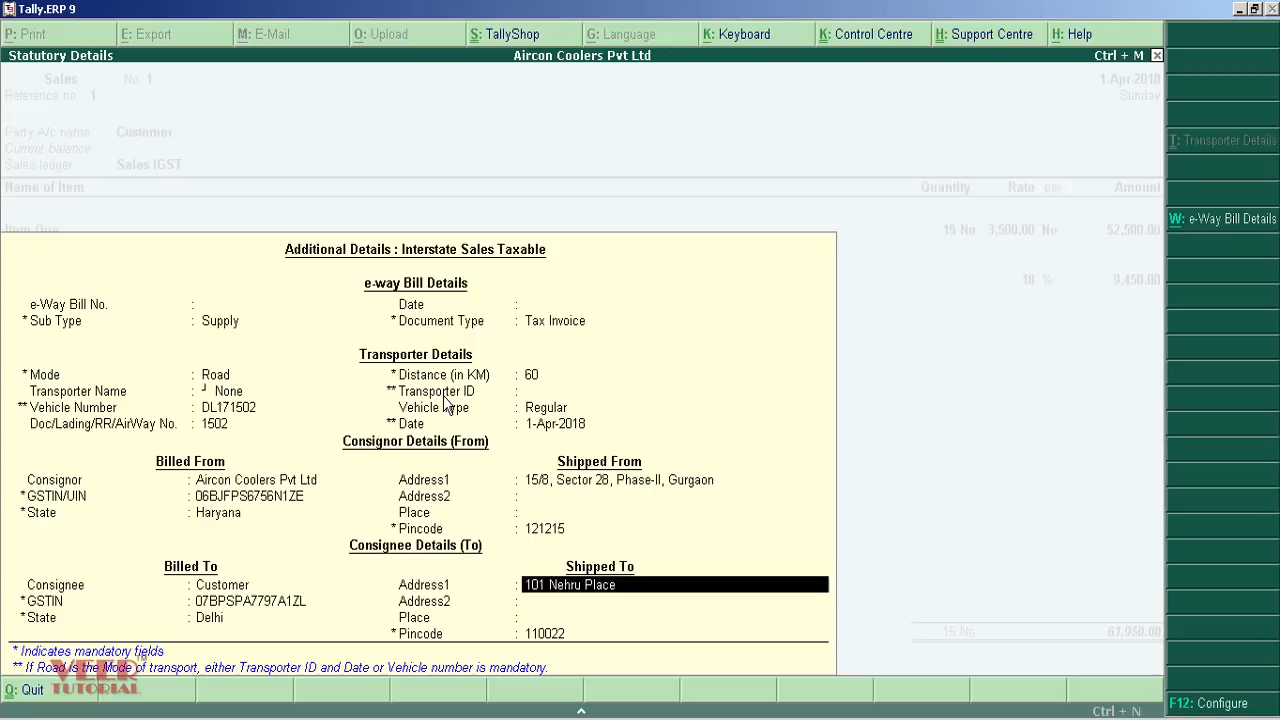 Tally.ERP 9
P: Print E: Export M: E-Mail O: Upload S: TallyShop G: Language K: Keyboard K: Control Centre H: Support Centre H: Help
Statutory Details Aircon Coolers Pvt Ltd Ctrl + M
Sales No. 1 1-Apr-2018
Reference no. 1 Sunday
T: Transporter Details
Party A/c name Customer
Current balance
Sales ledger Sales IGST
Name of Item Quantity Rate per Amount
W: e-Way Bill Details
Item One 15 No 3,500.00 No 52,500.00
Additional Details : Interstate Sales Taxable
18 % 9,450.00
e-way Bill Details
e-Way Bill No. : Date :
* Sub Type : Supply * Document Type : Tax Invoice
Transporter Details
* Mode : Road * Distance (in KM) : 60
Transporter Name : ┘ None ** Transporter ID :
** Vehicle Number : DL171502 Vehicle Type : Regular
Doc/Lading/RR/AirWay No. : 1502 ** Date : 1-Apr-2018
Consignor Details (From)
Billed From Shipped From
Consignor : Aircon Coolers Pvt Ltd Address1 : 15/8, Sector 28, Phase-II, Gurgaon
* GSTIN/UIN : 06BJFPS6756N1ZE Address2 :
* State : Haryana Place :
* Pincode : 121215
Consignee Details (To)
Billed To Shipped To
Consignee : Customer Address1 : 101 Nehru Place
* GSTIN : 07BPSPA7797A1ZL Address2 :
* State : Delhi Place :
* Pincode : 110022
15 No 61,950.00
* Indicates mandatory fields
** If Road is the Mode of transport, either Transporter ID and Date or Vehicle number is mandatory.
VEER
TUTORIAL
Q: Quit
F12: Configure
Ctrl + N